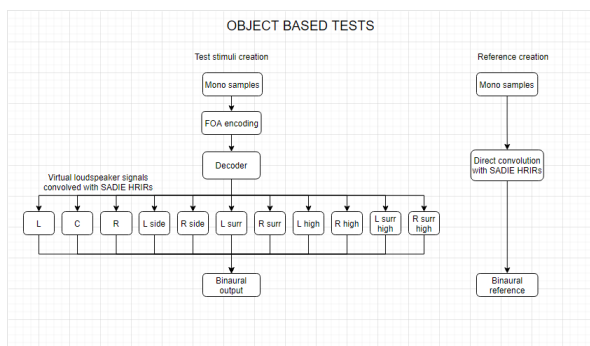 OBJECT BASED TESTS
Test stimuli creation
Reference creation
Mono samples
Mono samples
FOA encoding
Decoder
Direct convolution
with SADIE HRIRs
Virtual loudspeaker signals
convolved with SADIE HRIRs
L
C
R
L side
R side
L surr
R surr
L high
R high
L surr
high
R surr
high
Binaural
output
Binaural
reference